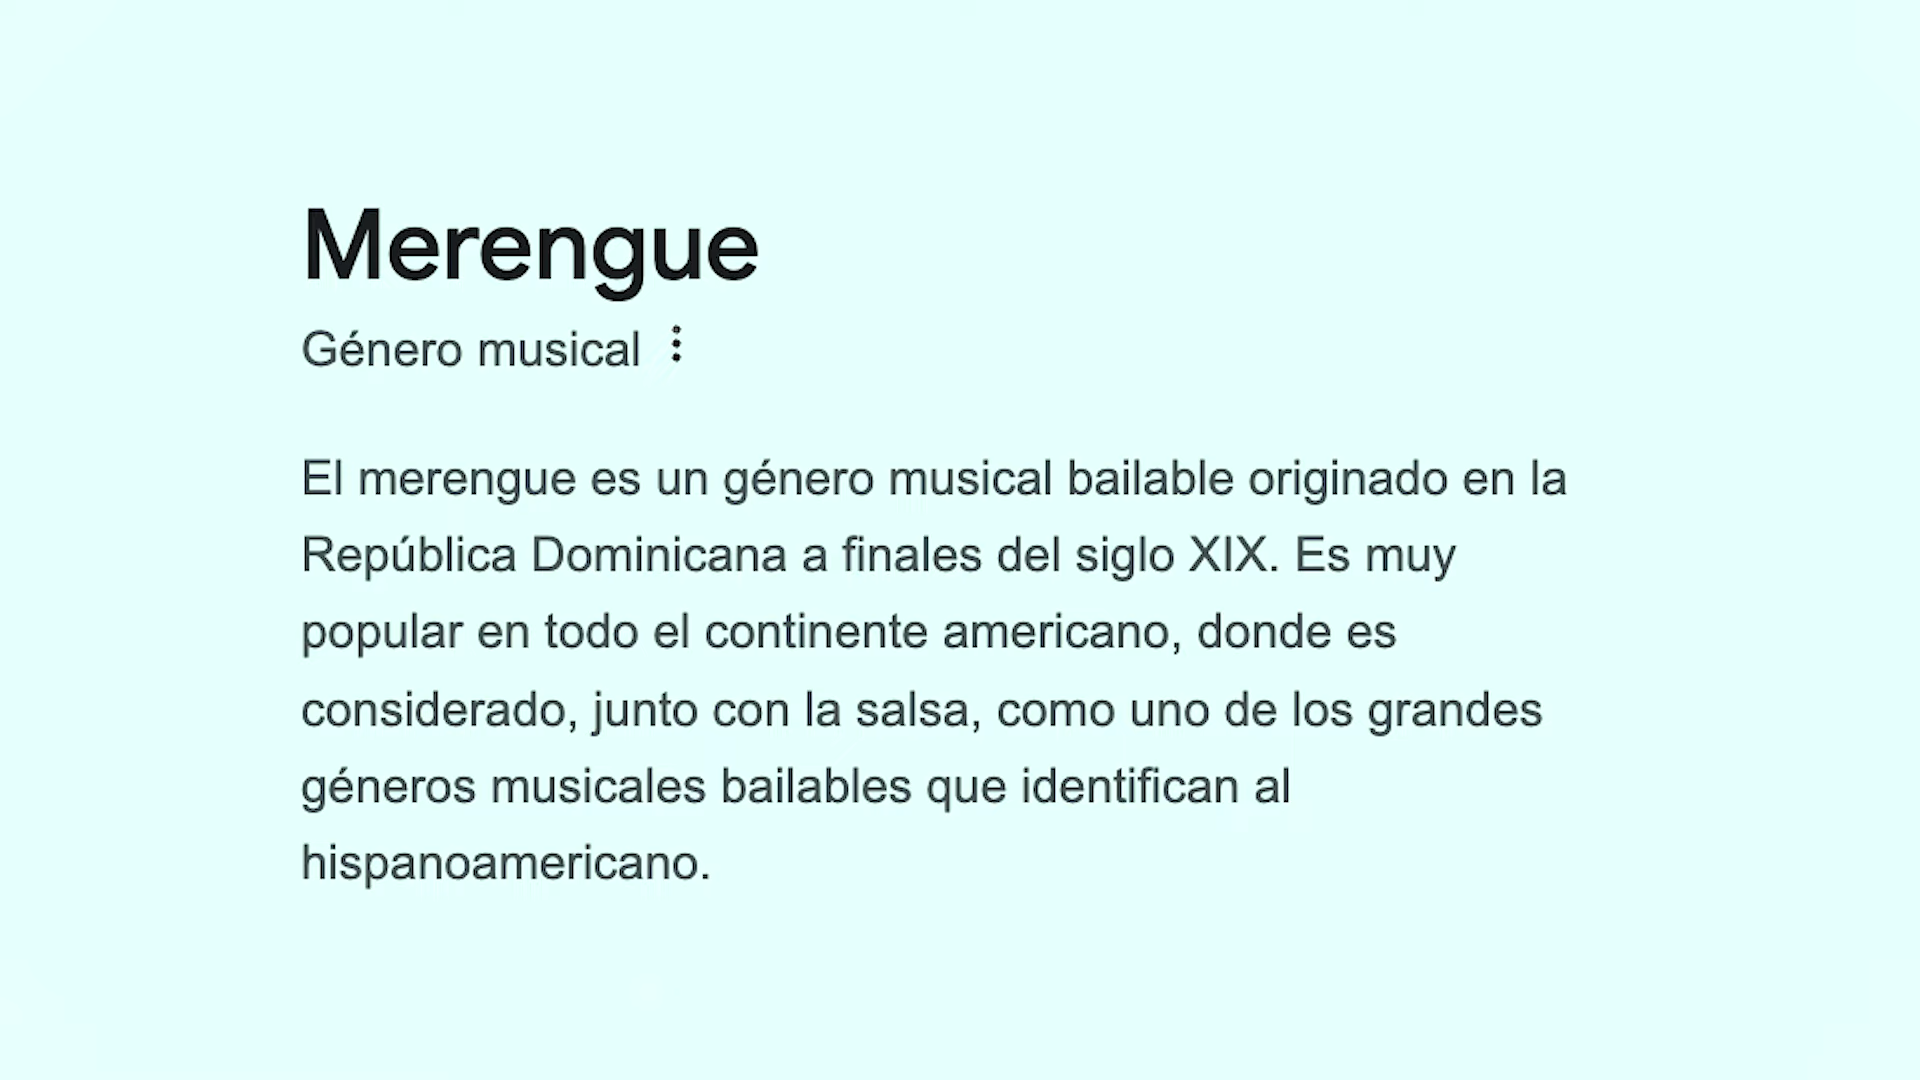 Merengue
Género musical
El merengue es un género musical bailable originado en la
República Dominicana a finales del siglo XIX. Es muy
popular en todo el continente americano, donde es
considerado, junto con la salsa, como uno de los grandes
géneros musicales bailables que identifican al
hispanoamericano.